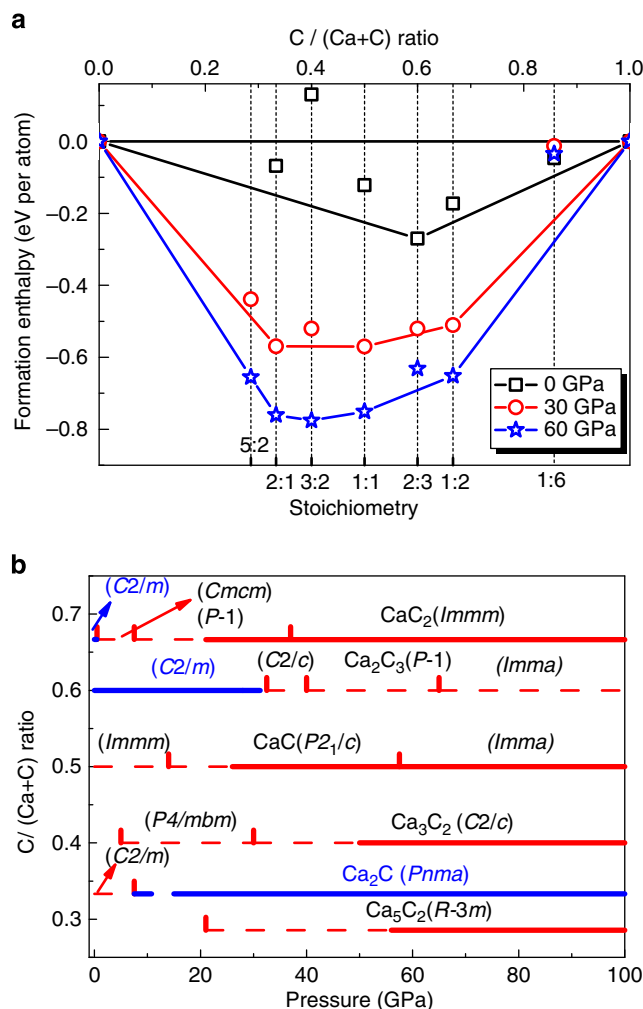 a
C / (Ca+C) ratio
0.0 0.2 0.4 0.6 0.8 1.0
0.0
−0.2
−0.4
−0.6
−0.8
Formation enthalpy (eV per atom)
0 GPa
30 GPa
60 GPa
5:2
2:1 3:2 1:1 2:3 1:2 1:6
Stoichiometry
b
(C2/m) (Cmcm) CaC2(Immm)
(P-1)
(C2/m) (C2/c) Ca2C3(P-1) (Imma)
(Immm) CaC(P21/c) (Imma)
(P4/mbm) Ca3C2 (C2/c)
(C2/m) Ca2C (Pnma)
Ca5C2(R-3m)
0.7
0.6
0.5
0.4
0.3
C/ (Ca+C) ratio
0 20 40 60 80 100
Pressure (GPa)